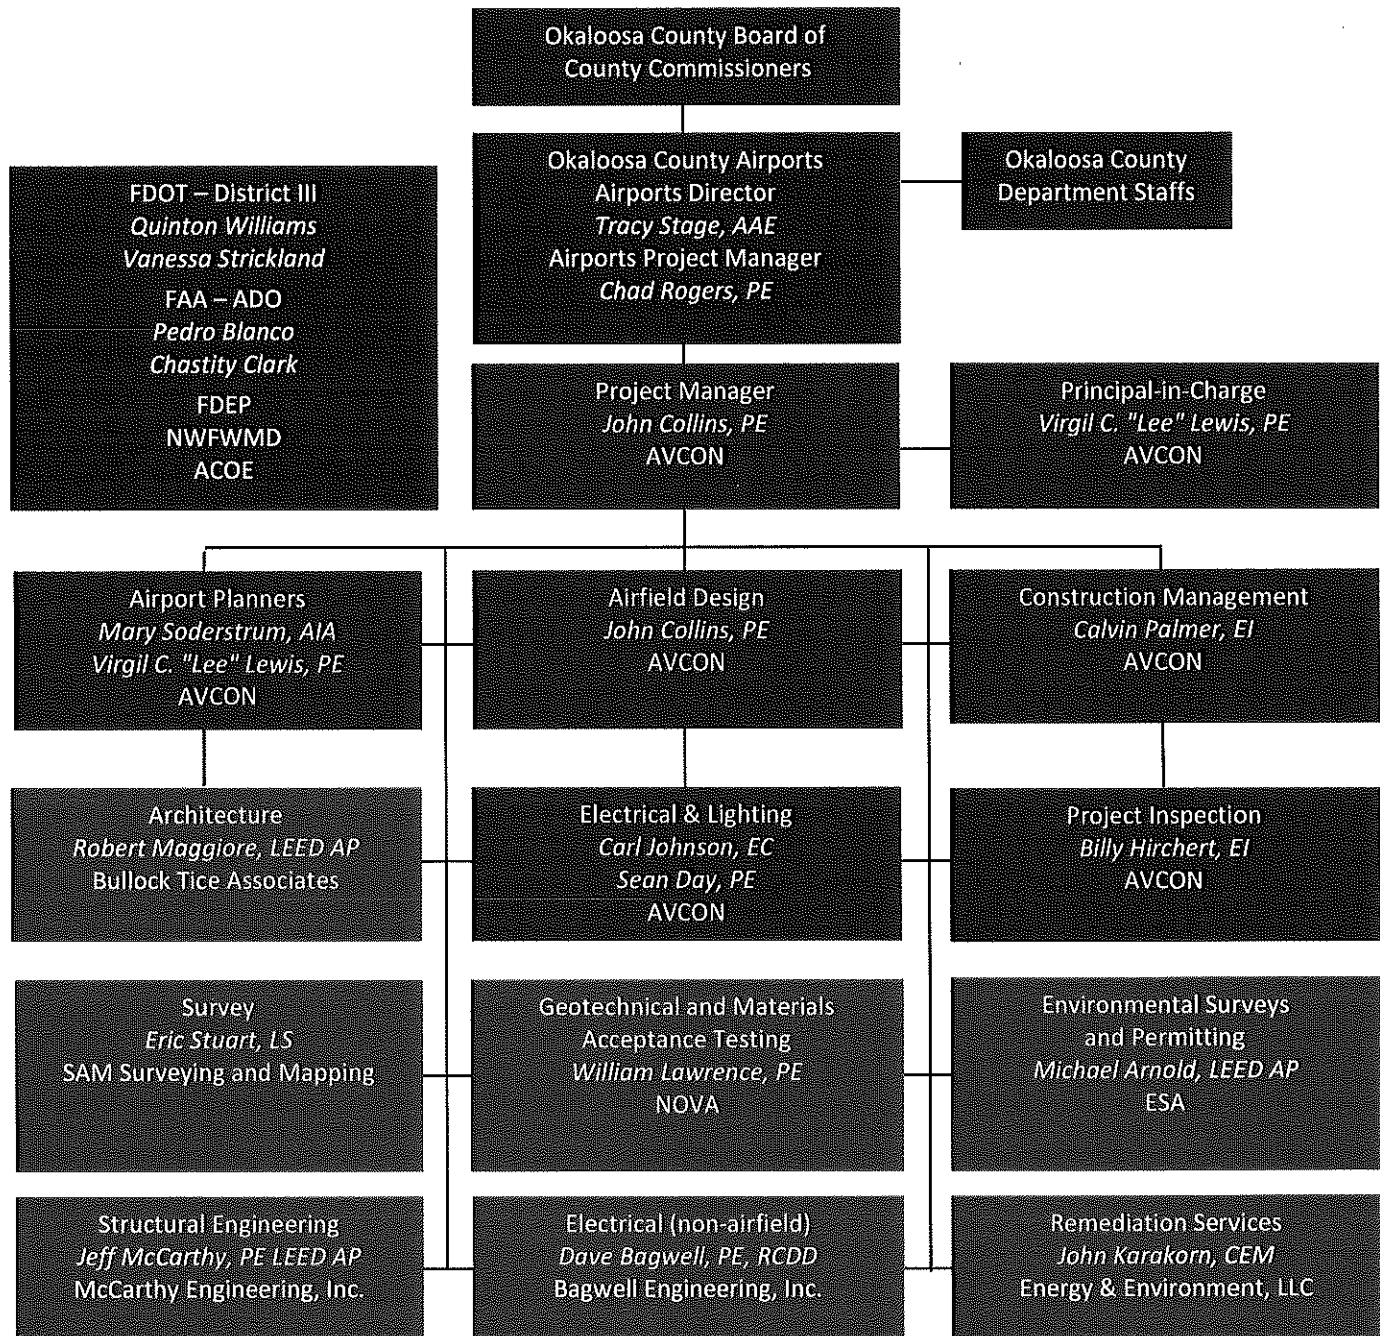 Okaloosa County Board of
County Commissioners
Okaloosa County Airports
Airports Director
Tracy Stage, AAE
Airports Project Manager
Chad Rogers, PE
Okaloosa County
Department Staffs
FDOT – District III
Quinton Williams
Vanessa Strickland
FAA – ADO
Pedro Blanco
Chastity Clark
FDEP
NWFWMD
ACOE
Project Manager
John Collins, PE
AVCON
Principal-in-Charge
Virgil C. "Lee" Lewis, PE
AVCON
Airport Planners
Mary Soderstrum, AIA
Virgil C. "Lee" Lewis, PE
AVCON
Airfield Design
John Collins, PE
AVCON
Construction Management
Calvin Palmer, EI
AVCON
Architecture
Robert Maggiore, LEED AP
Bullock Tice Associates
Electrical & Lighting
Carl Johnson, EC
Sean Day, PE
AVCON
Project Inspection
Billy Hirchert, EI
AVCON
Survey
Eric Stuart, LS
SAM Surveying and Mapping
Geotechnical and Materials
Acceptance Testing
William Lawrence, PE
NOVA
Environmental Surveys
and Permitting
Michael Arnold, LEED AP
ESA
Structural Engineering
Jeff McCarthy, PE LEED AP
McCarthy Engineering, Inc.
Electrical (non-airfield)
Dave Bagwell, PE, RCDD
Bagwell Engineering, Inc.
Remediation Services
John Karakorn, CEM
Energy & Environment, LLC